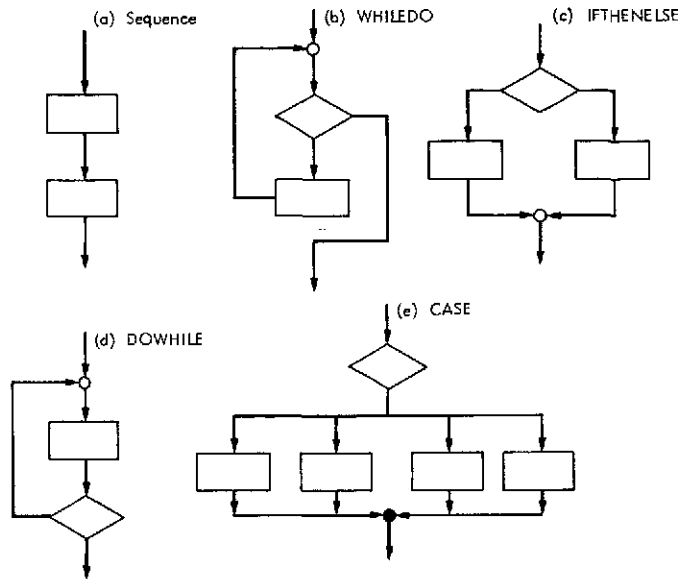 (a) Sequence
(b) WHILEDO
(c) IFTHENELSE
(d) DOWHILE
(e) CASE